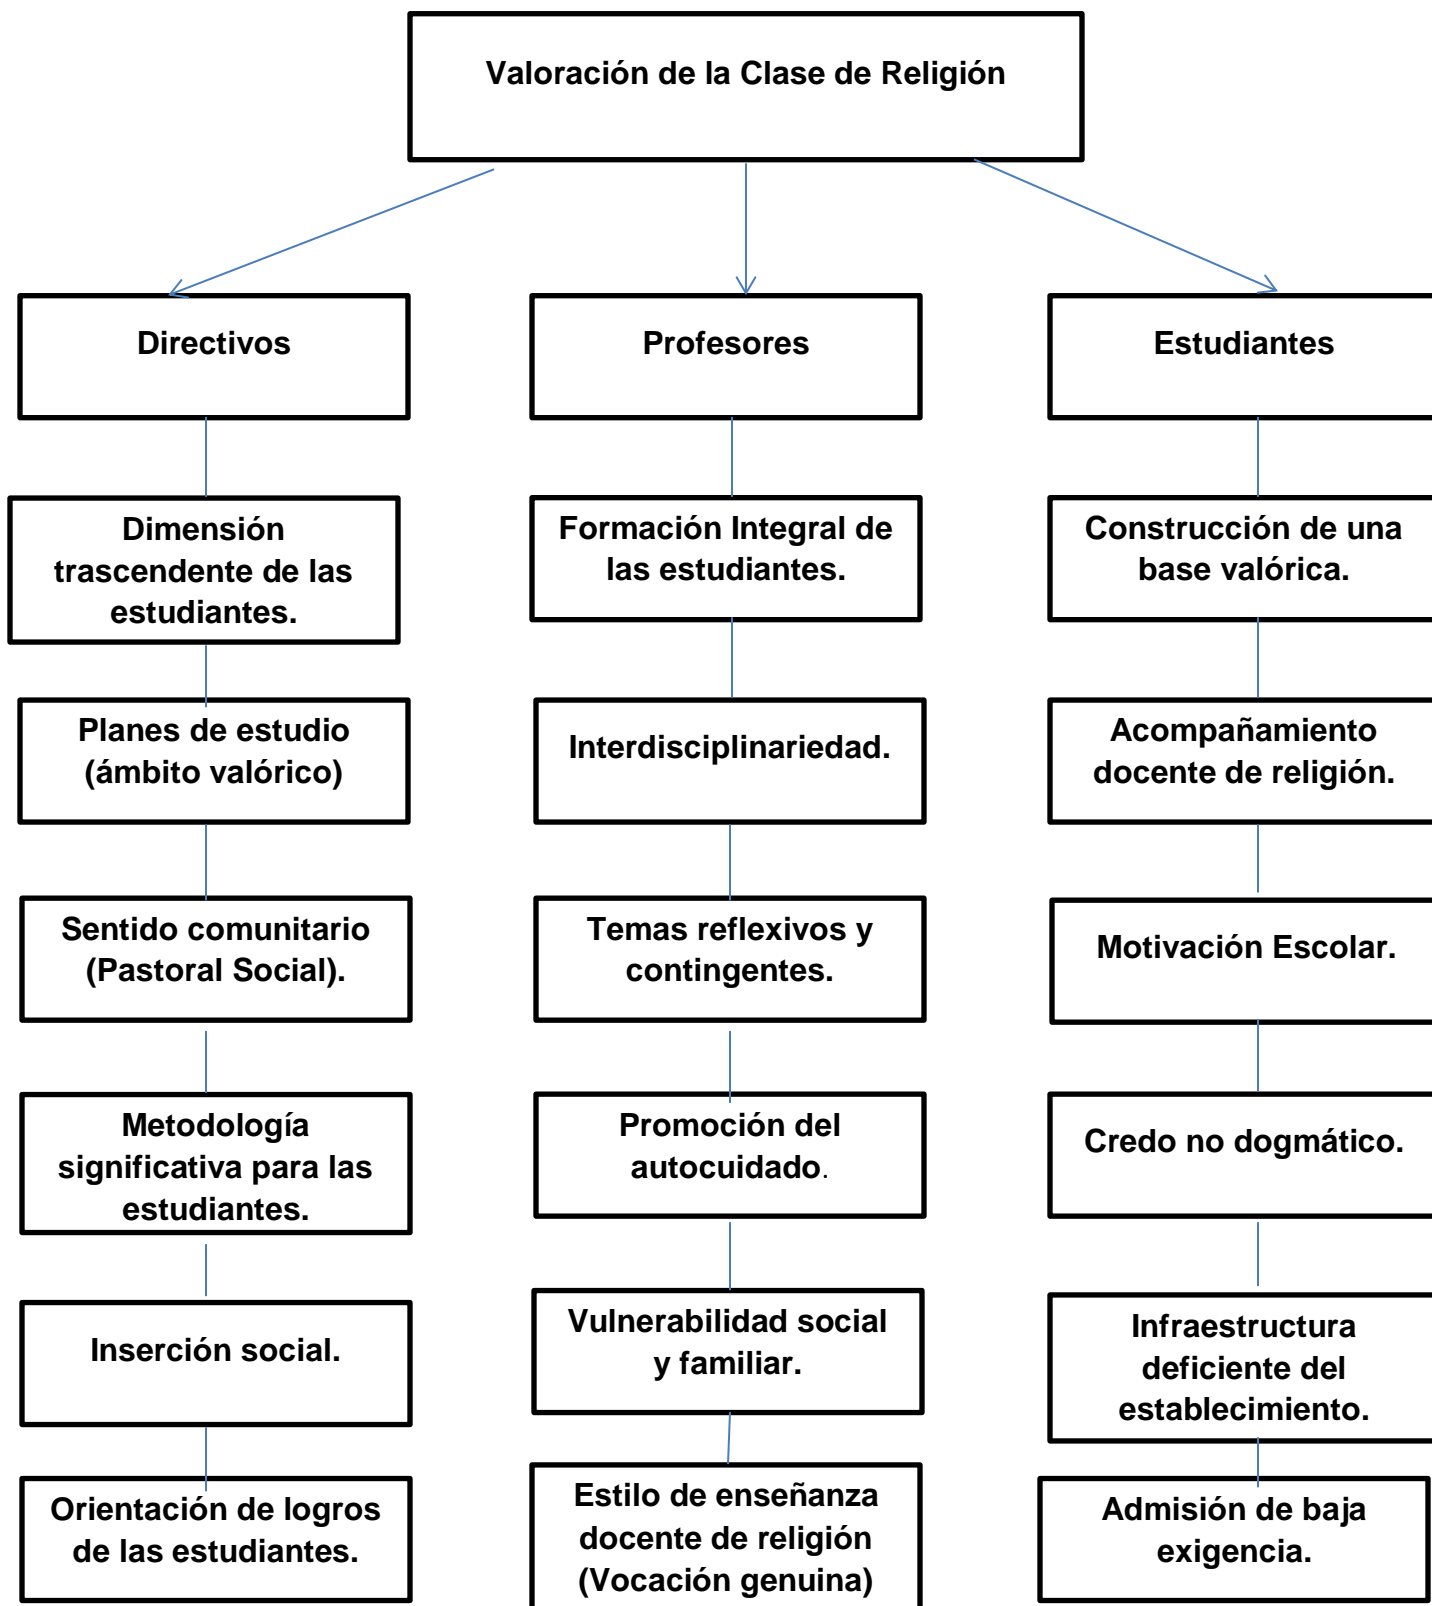 Valoración de la Clase de Religión
Directivos
Profesores
Estudiantes
Dimensión
trascendente de las
estudiantes.
Formación Integral de
las estudiantes.
Construcción de una
base valórica.
Planes de estudio
(ámbito valórico)
Interdisciplinariedad.
Acompañamiento
docente de religión.
Sentido comunitario
(Pastoral Social).
Temas reflexivos y
contingentes.
Motivación Escolar.
Metodología
significativa para las
estudiantes.
Promoción del
autocuidado.
Credo no dogmático.
Inserción social.
Vulnerabilidad social
y familiar.
Infraestructura
deficiente del
establecimiento.
Orientación de logros
de las estudiantes.
Estilo de enseñanza
docente de religión
(Vocación genuina)
Admisión de baja
exigencia.